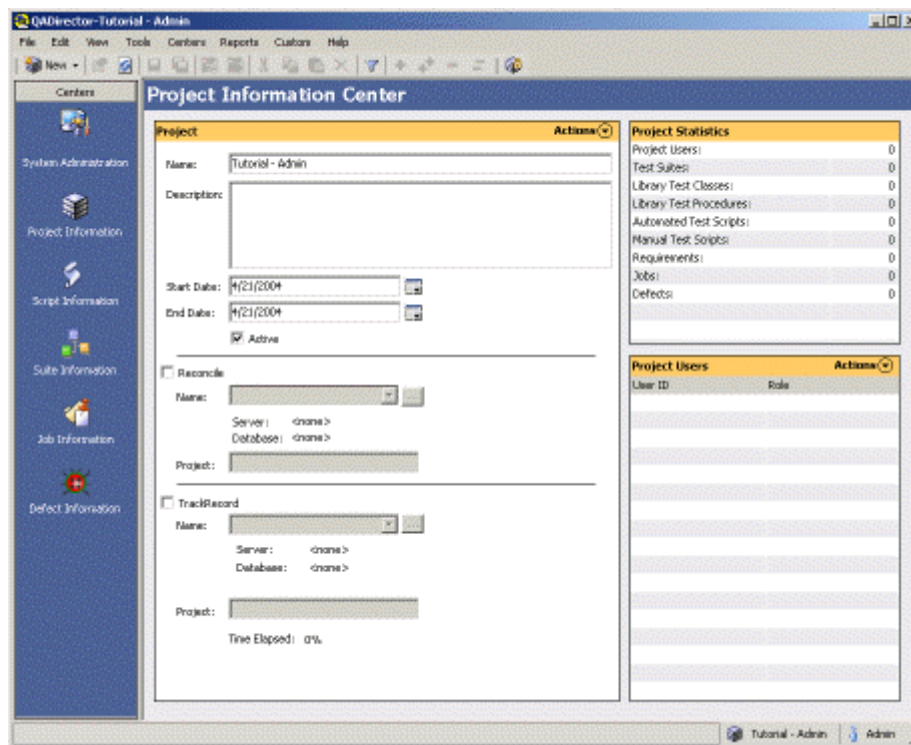 QADirector-Tutorial - Admin
File Edit View Tools Centers Reports Custom Help
New
Centers
System Administration
Project Information
Script Information
Suite Information
Job Information
Defect Information
Project Information Center
Project Actions
Name: Tutorial - Admin
Description:
Start Date: 4/21/2004
End Date: 4/21/2004
Active
Reconcile
Name: ...
Server: <none>
Database: <none>
Project:
TrackRecord
Name: ...
Server: <none>
Database: <none>
Project:
Time Elapsed: 0%
Project Statistics
Project Users: 0
Test Suites: 0
Library Test Classes: 0
Library Test Procedures: 0
Automated Test Scripts: 0
Manual Test Scripts: 0
Requirements: 0
Jobs: 0
Defects: 0
Project Users Actions
User ID Role
Tutorial - Admin Admin